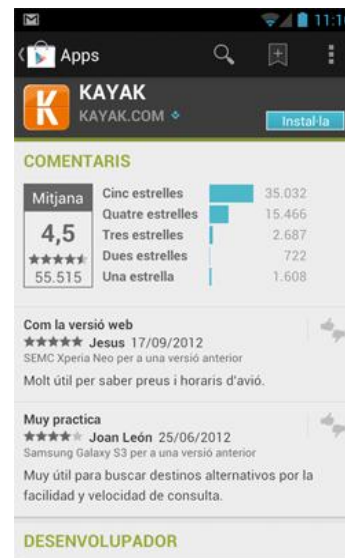 11:16
Apps
KAYAK
KAYAK.COM
Instal·la
COMENTARIS
Mitjana
4,5
55.515
Cinc estrelles 35.032
Quatre estrelles 15.466
Tres estrelles 2.687
Dues estrelles 722
Una estrella 1.608
Com la versió web
Jesus 17/09/2012
SEMC Xperia Neo per a una versió anterior
Molt útil per saber preus i horaris d'avió.
Muy practica
Joan León 25/06/2012
Samsung Galaxy S3 per a una versió anterior
Muy útil para buscar destinos alternativos por la
facilidad y velocidad de consulta.
DESENVOLUPADOR